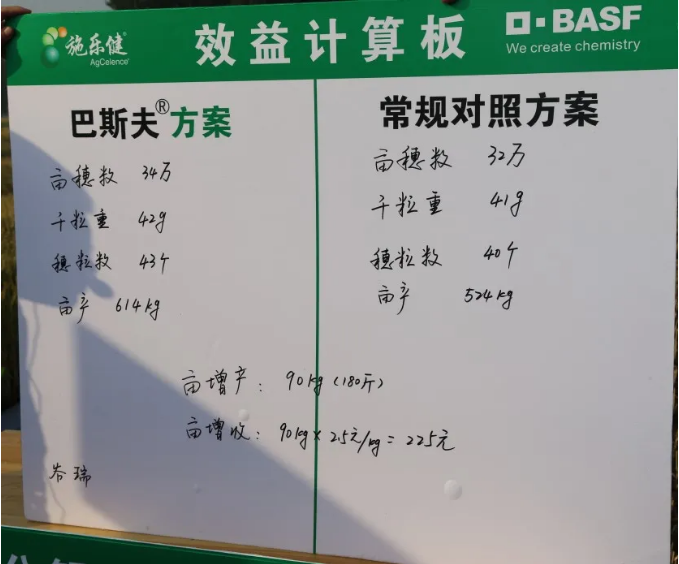 施乐健®
AgCelence®
效益计算板
BASF
We create chemistry
巴斯夫®方案
亩穗数 34万
千粒重 42g
穗粒数 43个
亩产 614kg
常规对照方案
亩穗数 32万
千粒重 41g
穗粒数 40个
亩产 524kg
亩增产: 90kg (180斤)
亩增收: 90kg × 2.5元/kg = 225元